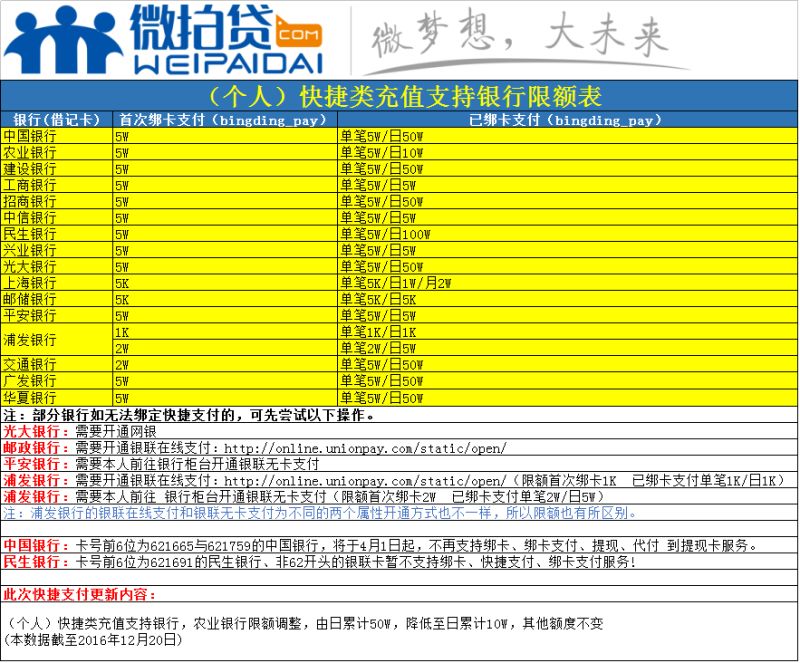 微拍贷.COM
WEIPAIDAI
微梦想，大未来
（个人）快捷类充值支持银行限额表
银行(借记卡) 首次绑卡支付（bingding_pay） 已绑卡支付（bingding_pay）
中国银行 5W 单笔5W/日50W
农业银行 5W 单笔5W/日10W
建设银行 5W 单笔5W/日50W
工商银行 5W 单笔5W/日5W
招商银行 5W 单笔5W/日50W
中信银行 5W 单笔5W/日5W
民生银行 5W 单笔5W/日100W
兴业银行 5W 单笔5W/日5W
光大银行 5W 单笔5W/日50W
上海银行 5K 单笔5K/日1W/月2W
邮储银行 5K 单笔5K/日5K
平安银行 5W 单笔5W/日5W
浦发银行 1K 单笔1K/日1K
2W 单笔2W/日5W
交通银行 2W 单笔5W/日50W
广发银行 5W 单笔5W/日50W
华夏银行 5W 单笔5W/日50W
注：部分银行如无法绑定快捷支付的，可先尝试以下操作。
光大银行：需要开通网银
邮政银行：需要开通银联在线支付：http://online.unionpay.com/static/open/
平安银行：需要本人前往银行柜台开通银联无卡支付
浦发银行：需要开通银联在线支付：http://online.unionpay.com/static/open/（限额首次绑卡1K 已绑卡支付单笔1K/日1K）
浦发银行：需要本人前往 银行柜台开通银联无卡支付（限额首次绑卡2W 已绑卡支付单笔2W/日5W）
注：浦发银行的银联在线支付和银联无卡支付为不同的两个属性开通方式也不一样，所以限额也有所区别。
中国银行：卡号前6位为621665与621759的中国银行，将于4月1日起，不再支持绑卡、绑卡支付、提现、代付 到提现卡服务。
民生银行：卡号前6位为621691的民生银行、非62开头的银联卡暂不支持绑卡、快捷支付、绑卡支付服务！
此次快捷支付更新内容：
（个人）快捷类充值支持银行，农业银行限额调整，由日累计50W，降低至日累计10W，其他额度不变
(本数据截至2016年12月20日)